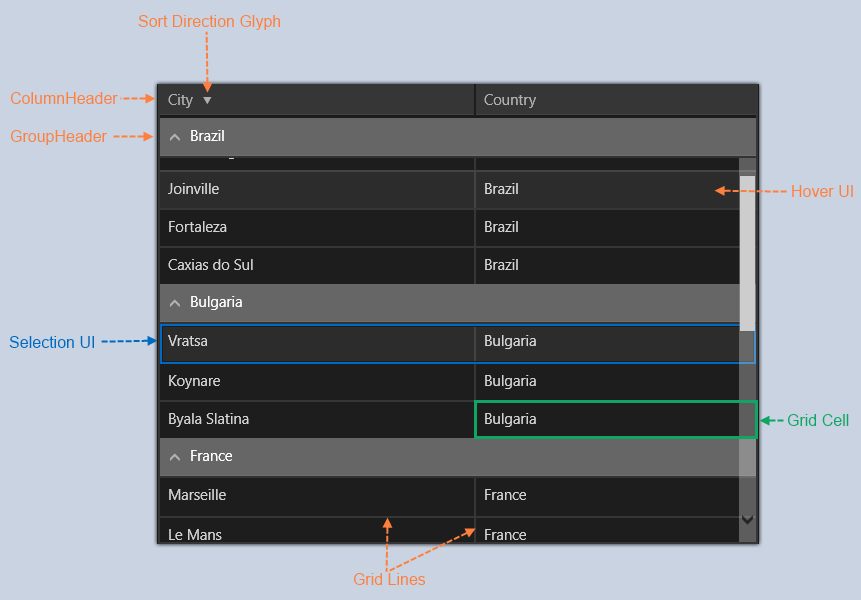 Sort Direction Glyph
ColumnHeader
City Country
GroupHeader
Brazil
Joinville Brazil
Hover UI
Fortaleza Brazil
Caxias do Sul Brazil
Bulgaria
Selection UI
Vratsa Bulgaria
Koynare Bulgaria
Byala Slatina Bulgaria
Grid Cell
France
Marseille France
Le Mans France
Grid Lines